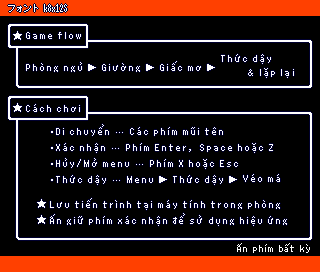 フォント k8x12S
★Game flow
Phòng ngủ ▶ Giường ▶ Giấc mơ ▶ Thức dậy & lặp lại
★Cách chơi
・Di chuyển … Các phím mũi tên
・Xác nhận … Phím Enter, Space hoặc Z
・Hủy/Mở menu … Phím X hoặc Esc
・Thức dậy … Menu ▶ Thức dậy ▶ Véo má
★Lưu tiến trình tại máy tính trong phòng
★Ấn giữ phím xác nhận để sử dụng hiệu ứng
Ấn phím bất kỳ